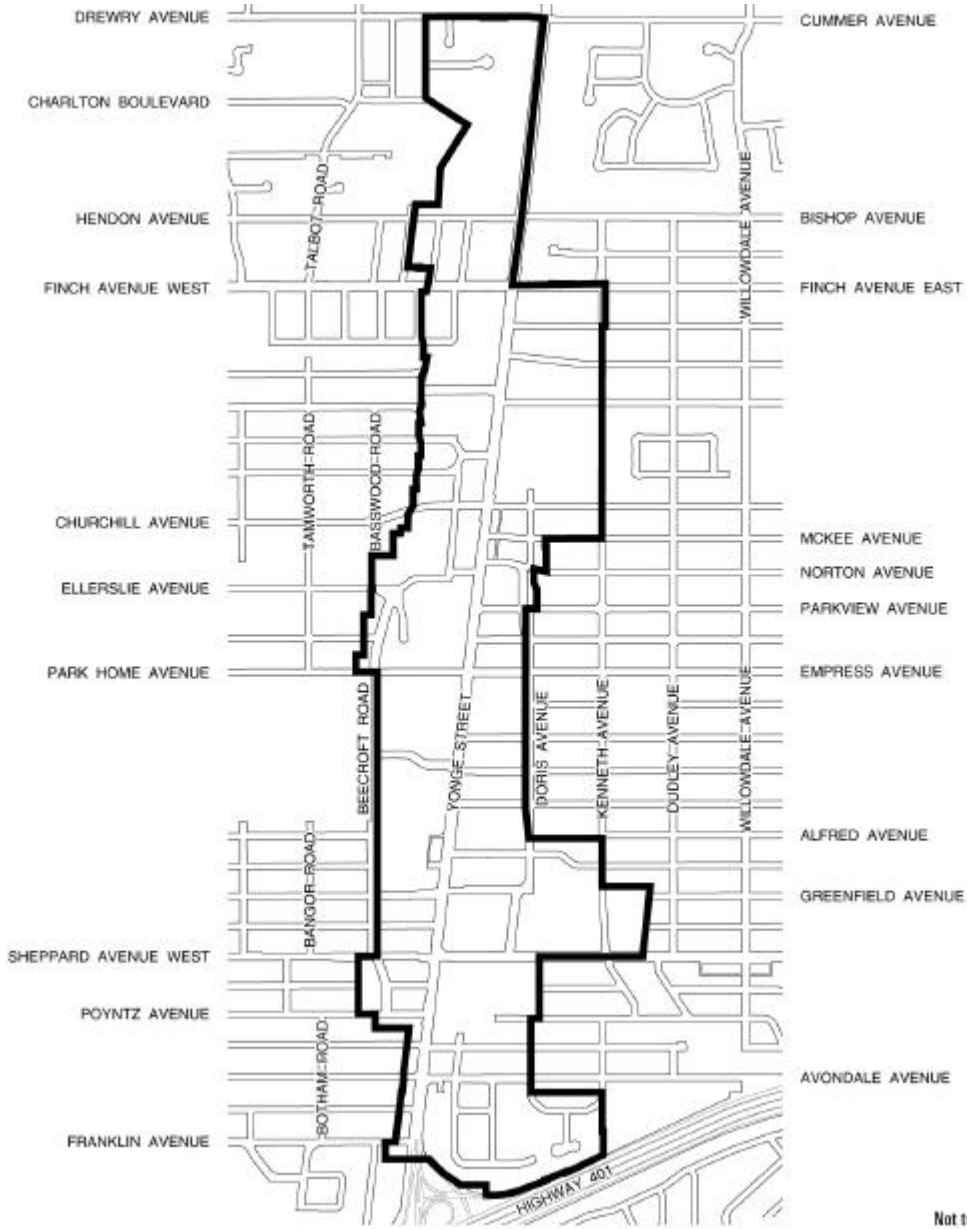 DREWRY AVENUE
CUMMER AVENUE
CHARLTON BOULEVARD
TALBOT ROAD
WILLOWDALE AVENUE
HENDON AVENUE
BISHOP AVENUE
FINCH AVENUE WEST
FINCH AVENUE EAST
TAMWORTH ROAD
BASSWOOD ROAD
CHURCHILL AVENUE
MCKEE AVENUE
NORTON AVENUE
ELLERSLIE AVENUE
PARKVIEW AVENUE
PARK HOME AVENUE
EMPRESS AVENUE
BEECROFT ROAD
YONGE STREET
DORIS AVENUE
KENNETH AVENUE
DUDLEY AVENUE
WILLOWDALE AVENUE
BANGOR ROAD
ALFRED AVENUE
GREENFIELD AVENUE
SHEPPARD AVENUE WEST
POYNTZ AVENUE
BOTHAM ROAD
AVONDALE AVENUE
FRANKLIN AVENUE
HIGHWAY 401
Not t